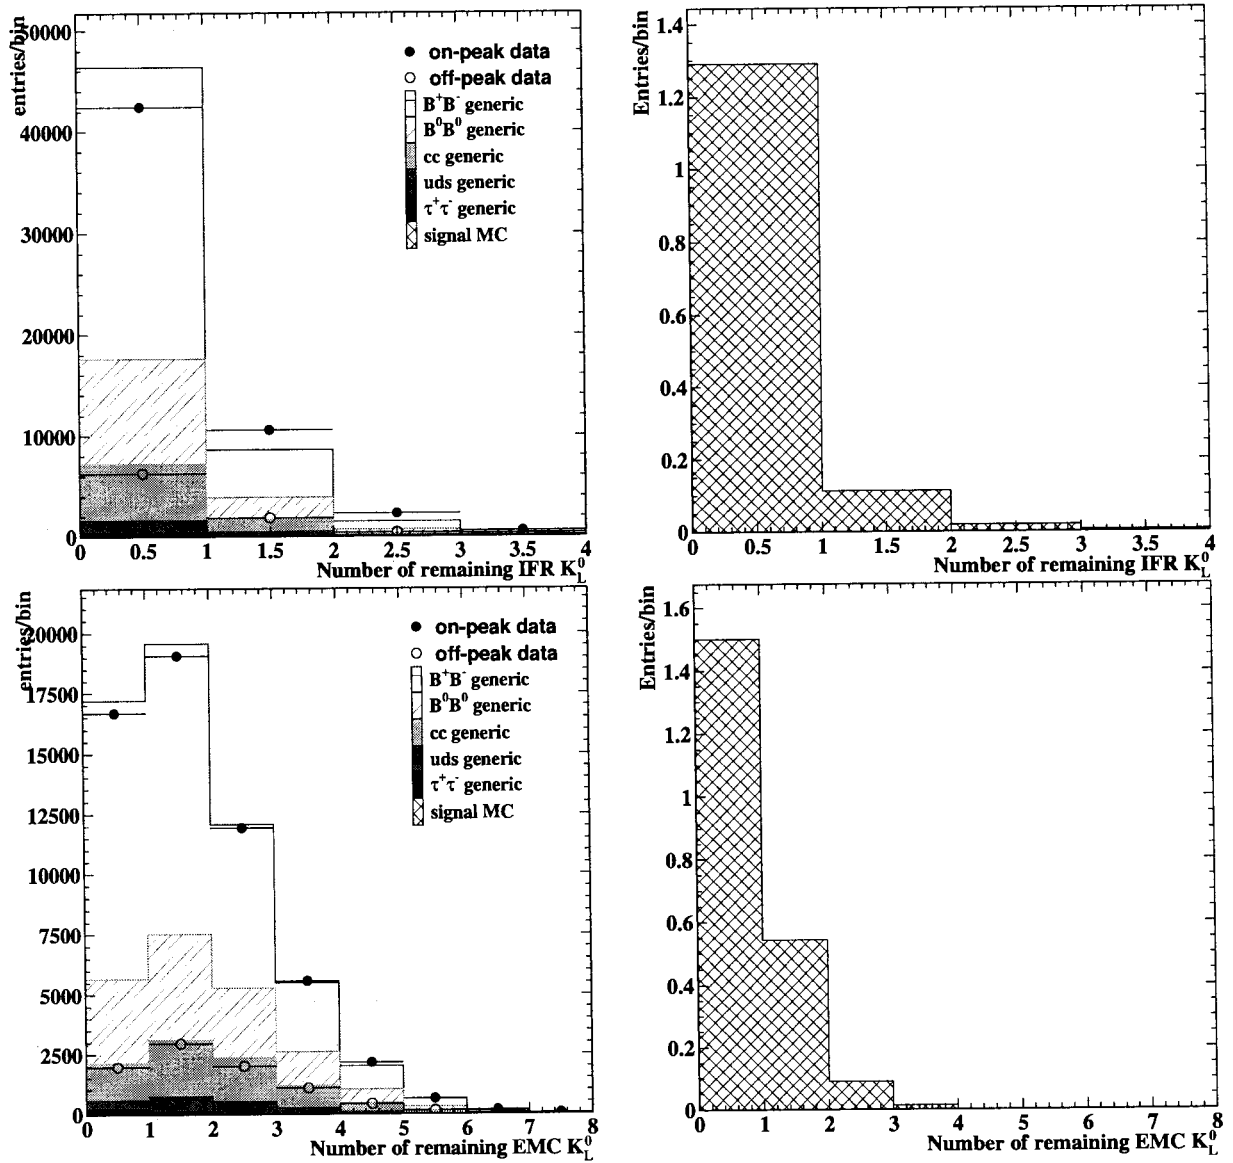 entries/bin
50000
40000
30000
20000
10000
0
0 0.5 1 1.5 2 2.5 3 3.5 4
Number of remaining IFR K⁰_L
on-peak data
off-peak data
B⁺B⁻ generic
B⁰B⁰ generic
cc generic
uds generic
τ⁺τ⁻ generic
signal MC
Entries/bin
1.4
1.2
1
0.8
0.6
0.4
0.2
0
0 0.5 1 1.5 2 2.5 3 3.5 4
Number of remaining IFR K⁰_L
entries/bin
20000
17500
15000
12500
10000
7500
5000
2500
0
0 1 2 3 4 5 6 7 8
Number of remaining EMC K⁰_L
on-peak data
off-peak data
B⁺B⁻ generic
B⁰B⁰ generic
cc generic
uds generic
τ⁺τ⁻ generic
signal MC
Entries/bin
1.6
1.4
1.2
1
0.8
0.6
0.4
0.2
0
0 1 2 3 4 5 6 7 8
Number of remaining EMC K⁰_L